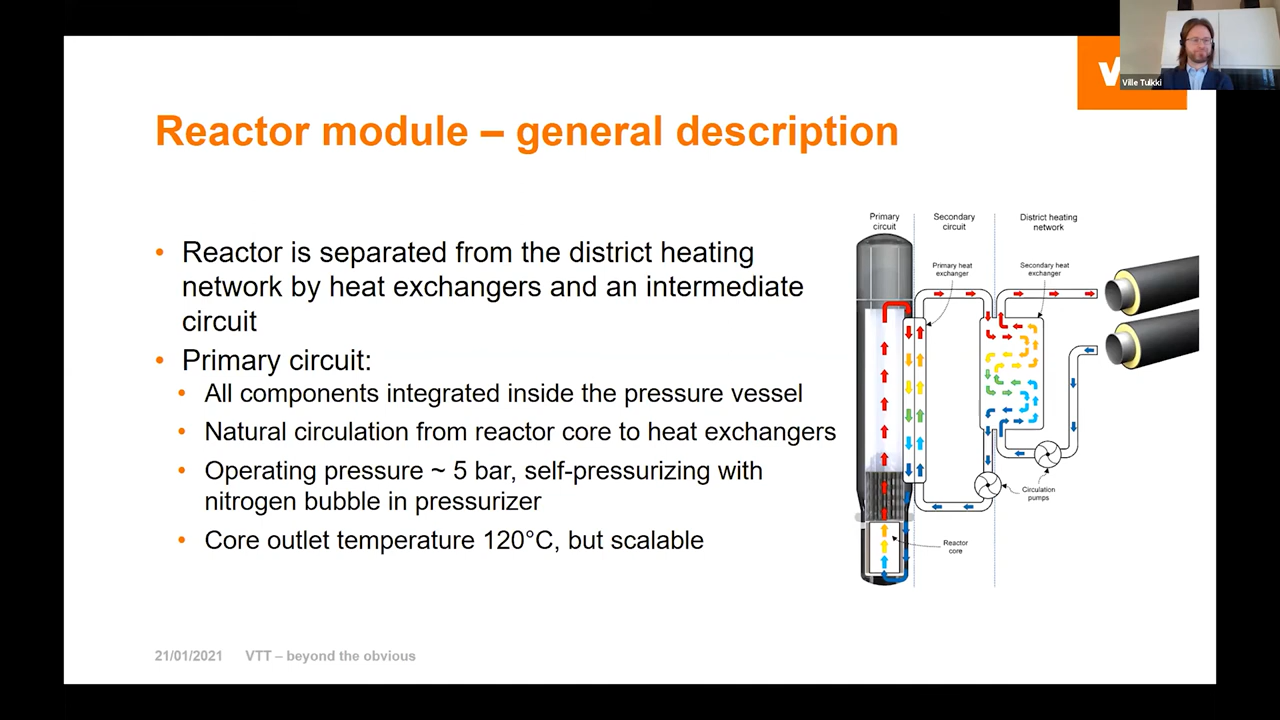 Ville Tulkki
Reactor module – general description
• Reactor is separated from the district heating
network by heat exchangers and an intermediate
circuit
• Primary circuit:
• All components integrated inside the pressure vessel
• Natural circulation from reactor core to heat exchangers
• Operating pressure ~ 5 bar, self-pressurizing with
nitrogen bubble in pressurizer
• Core outlet temperature 120°C, but scalable
Primary
circuit
Secondary
circuit
District heating
network
Primary heat
exchanger
Secondary heat
exchanger
Circulation
pumps
Reactor
core
21/01/2021 VTT – beyond the obvious